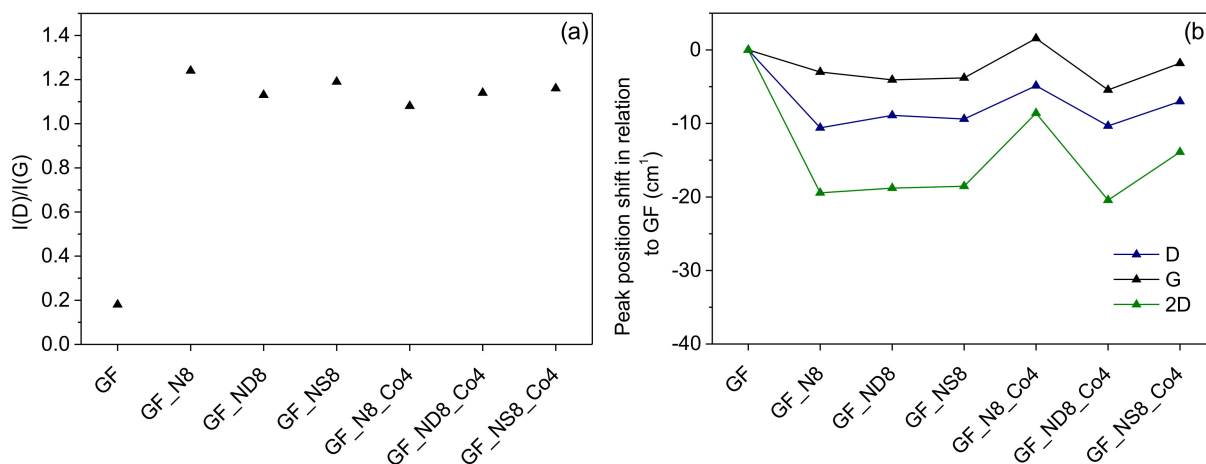 (a)
I(D)/I(G)
1.4
1.2
1.0
0.8
0.6
0.4
0.2
0.0
GF
GF_N8
GF_ND8
GF_NS8
GF_N8_Co4
GF_ND8_Co4
GF_NS8_Co4
(b)
Peak position shift in relation
to GF (cm¹)
0
-10
-20
-30
-40
D
G
2D
GF
GF_N8
GF_ND8
GF_NS8
GF_N8_Co4
GF_ND8_Co4
GF_NS8_Co4